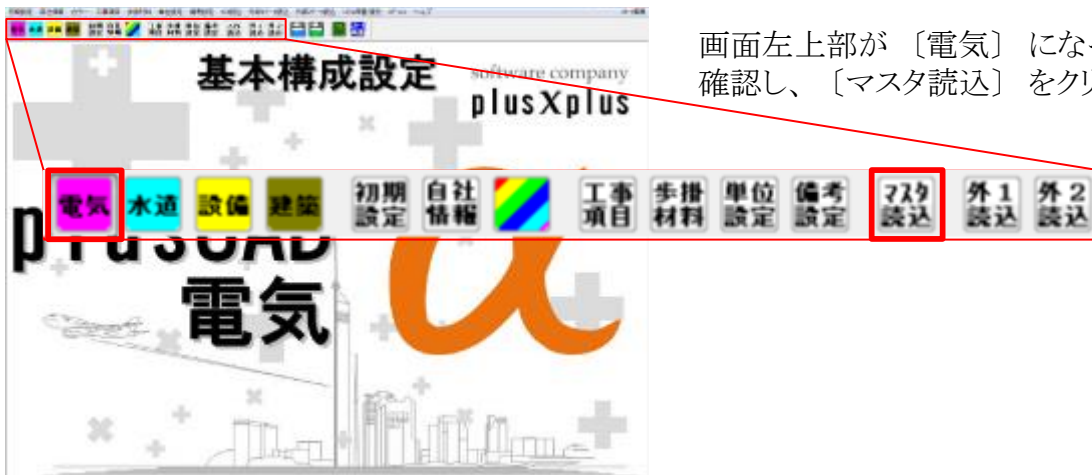 基本構成設定
software company
plusXplus
画面左上部が 〔電気〕 にな
確認し、 〔マスタ読込〕 をクリ
電気 水道 設備 建築 初期設定 自社情報 工事項目 歩掛材料 単位設定 備考設定 マスタ読込 外1読込 外2読込
plusCAD
電気
α